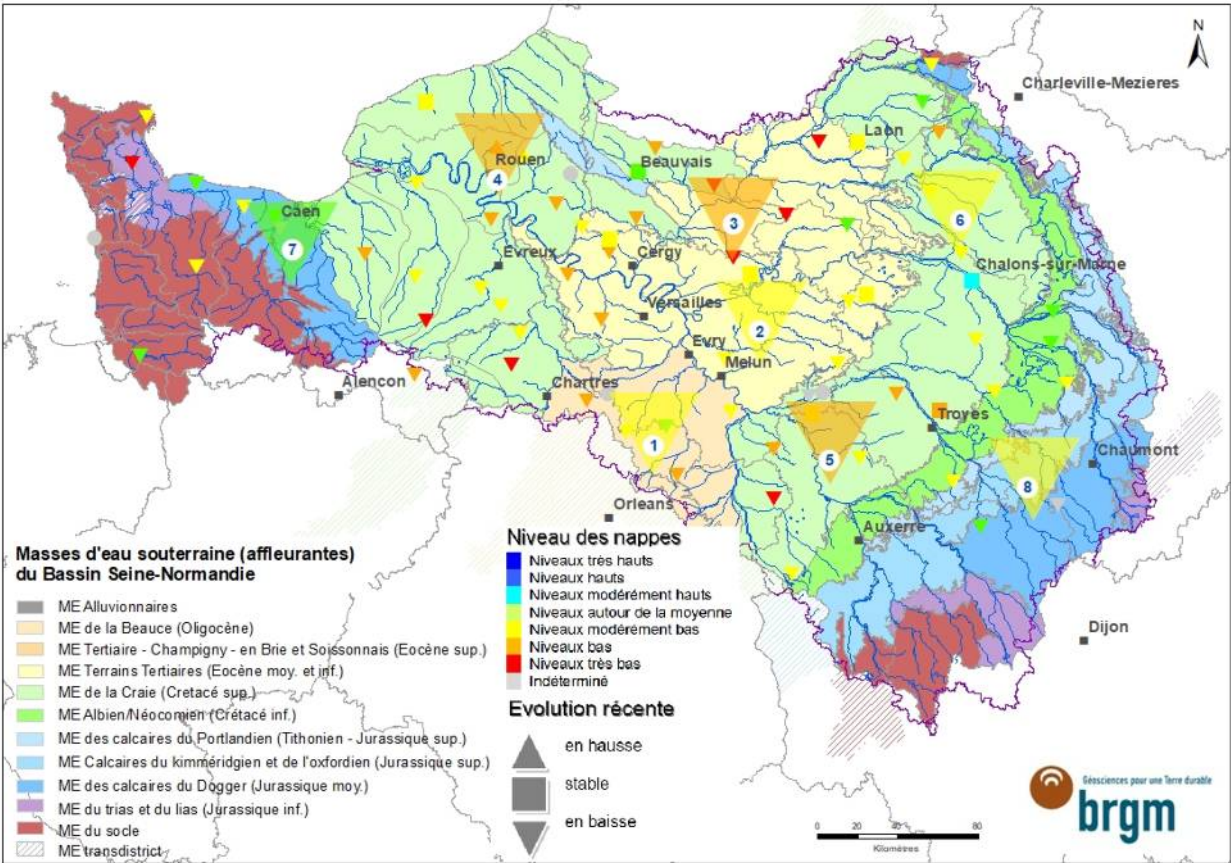 N
Charleville-Mezieres
Laon
Rouen
Beauvais
4
3
6
Caen
7
Evreux
Cergy
Chalons-sur-Marne
Versailles
2
Evry
Melun
Alencon
Chartres
Troyes
1
5
Chaumont
8
Orleans
Auxerre
Dijon
Masses d'eau souterraine (affleurantes)
du Bassin Seine-Normandie
ME Alluvionnaires
ME de la Beauce (Oligocène)
ME Tertiaire - Champigny - en Brie et Soissonnais (Eocène sup.)
ME Terrains Tertiaires (Eocène moy. et inf.)
ME de la Craie (Cretacé sup.)
ME Albien/Néocomien (Crétacé inf.)
ME des calcaires du Portlandien (Tithonien - Jurassique sup.)
ME Calcaires du kimméridgien et de l'oxfordien (Jurassique sup.)
ME des calcaires du Dogger (Jurassique moy.)
ME du trias et du lias (Jurassique inf.)
ME du socle
ME transdistrict
Niveau des nappes
Niveaux très hauts
Niveaux hauts
Niveaux modérément hauts
Niveaux autour de la moyenne
Niveaux modérément bas
Niveaux bas
Niveaux très bas
Indéterminé
Evolution récente
en hausse
stable
en baisse
0 20 40 80
Kilomètres
Géosciences pour une Terre durable
brgm